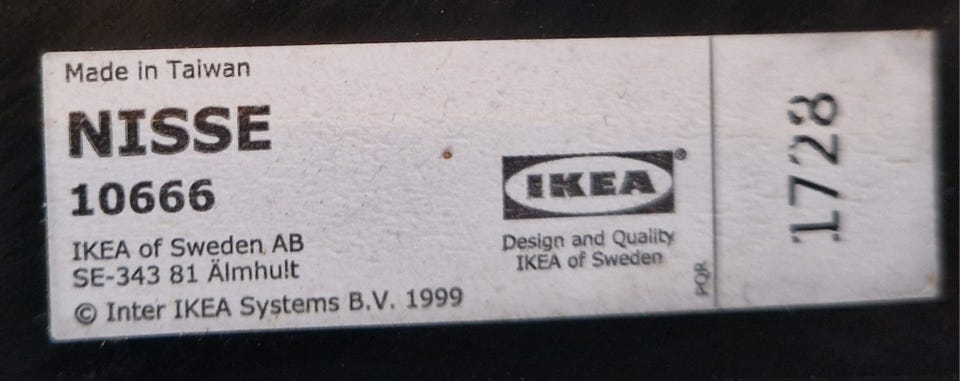 Made in Taiwan
NISSE
10666
IKEA of Sweden AB
SE-343 81 Älmhult
© Inter IKEA Systems B.V. 1999
IKEA®
Design and Quality
IKEA of Sweden
PQR
1728